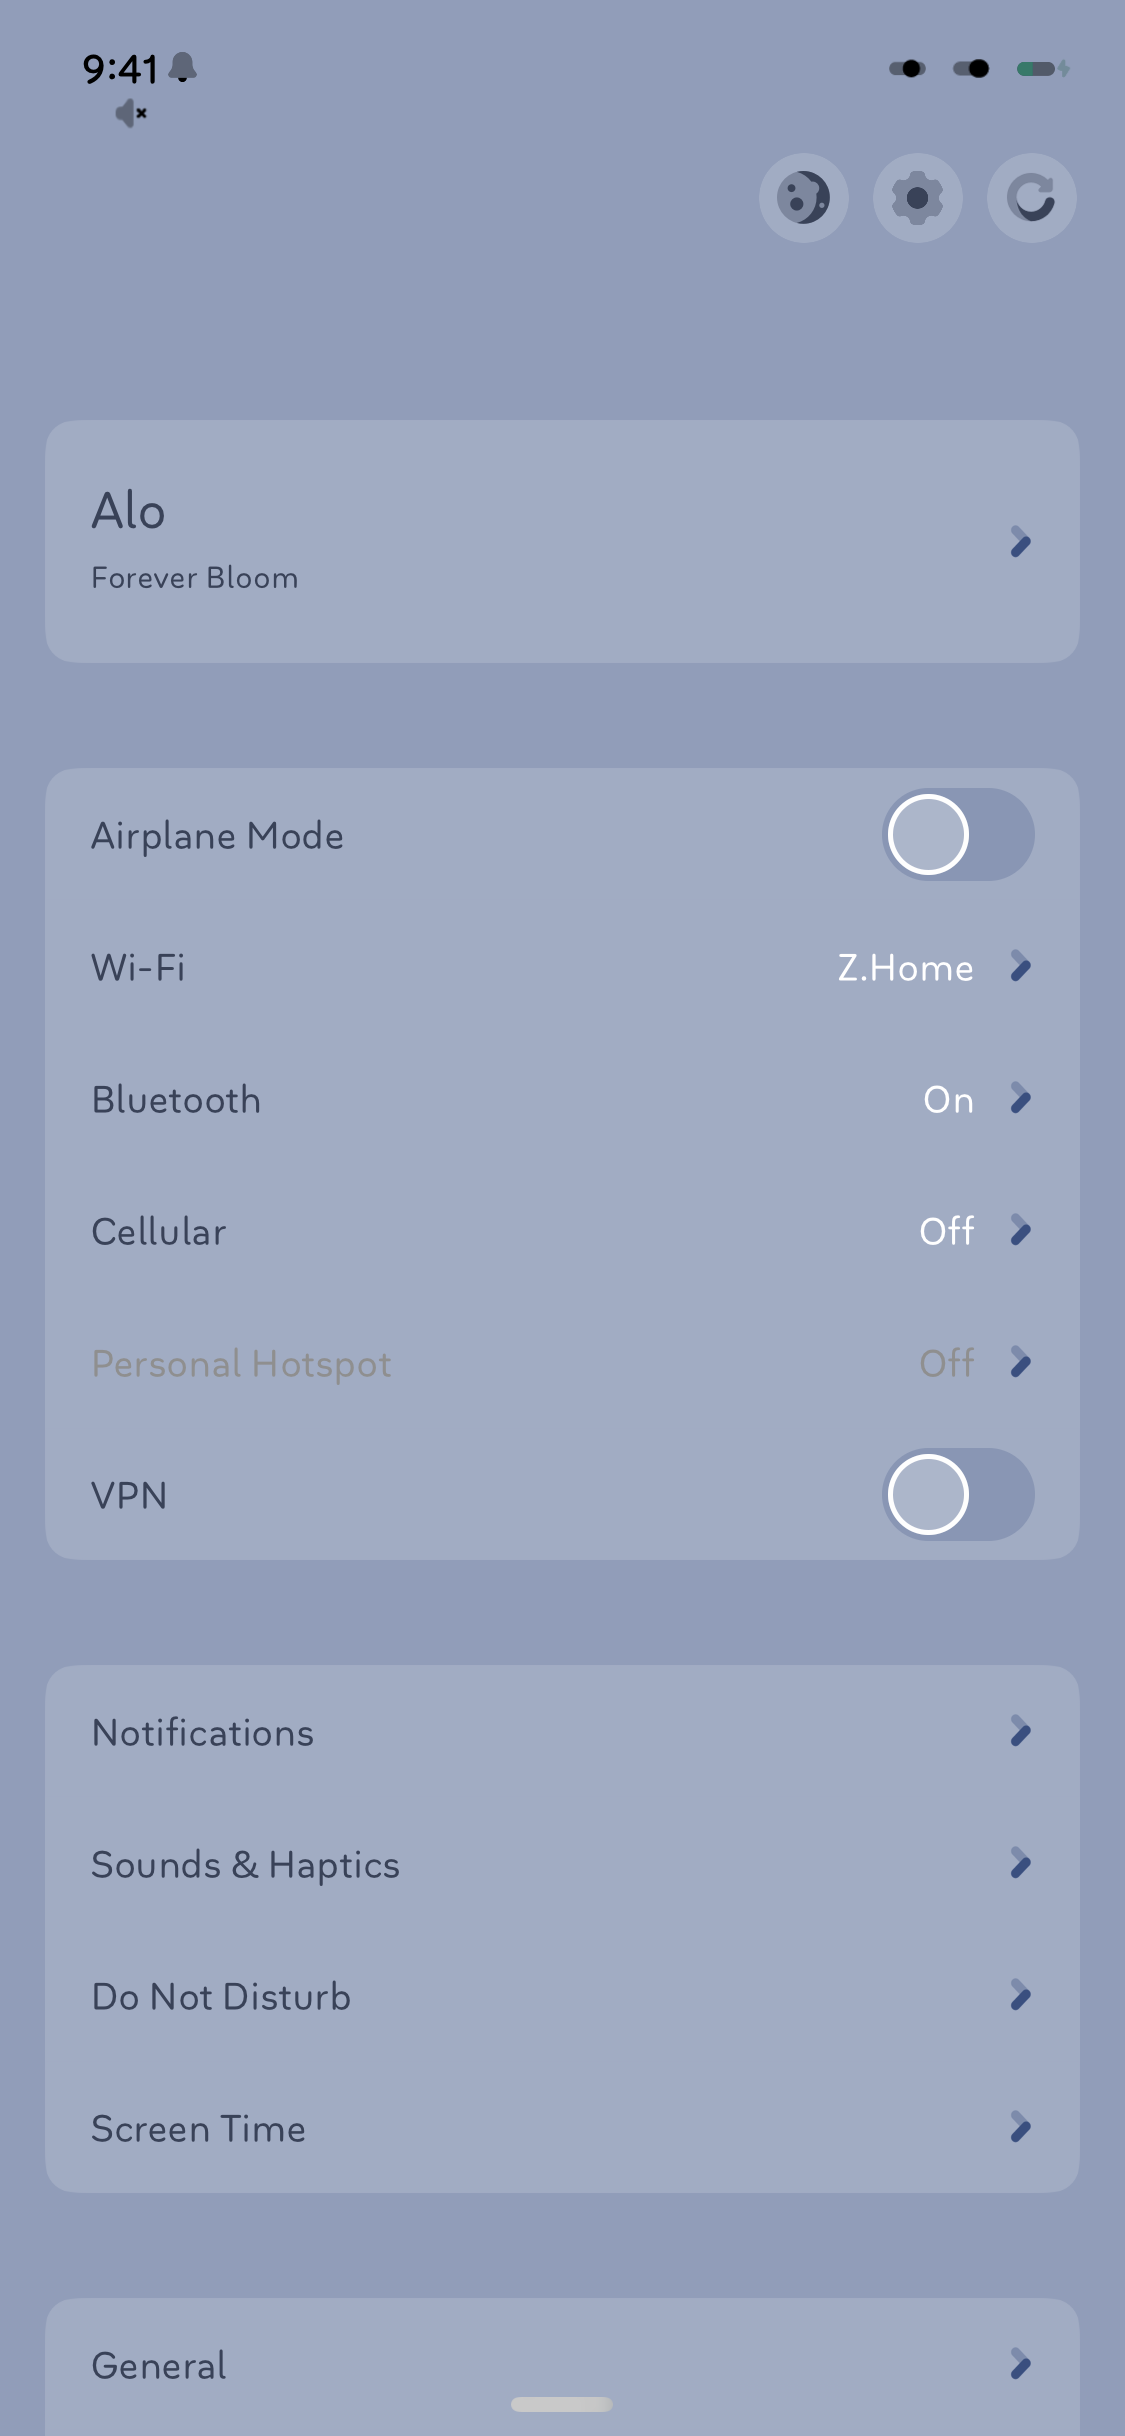 9:41
Alo
Forever Bloom
Airplane Mode
Wi-Fi Z.Home
Bluetooth On
Cellular Off
Personal Hotspot Off
VPN
Notifications
Sounds & Haptics
Do Not Disturb
Screen Time
General